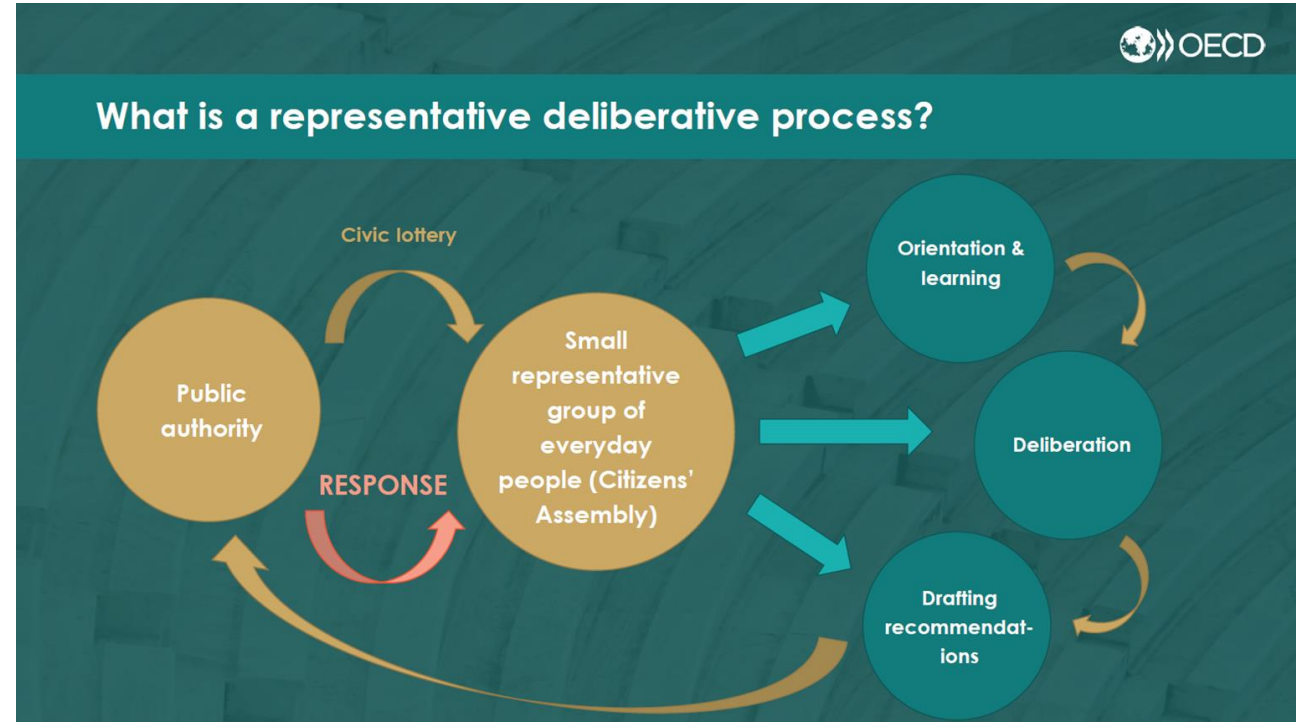 OECD
What is a representative deliberative process?
Civic lottery
Public
authority
RESPONSE
Small
representative
group of
everyday
people (Citizens’
Assembly)
Orientation &
learning
Deliberation
Drafting
recommendat-
ions